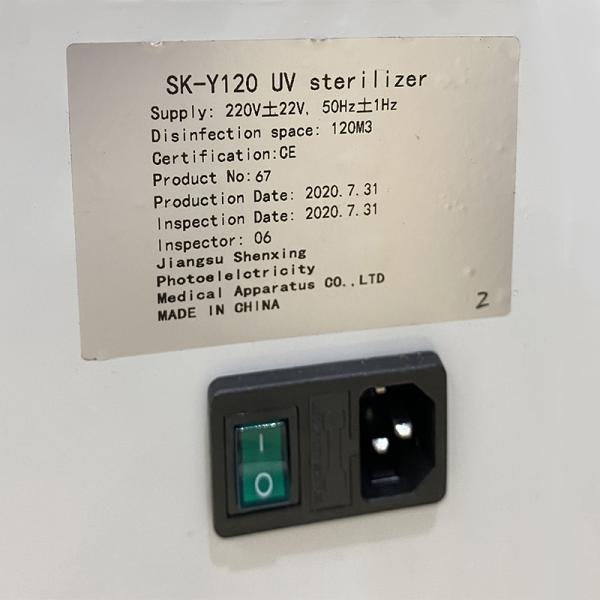 SK-Y120 UV sterilizer
Supply: 220V±22V, 50Hz±1Hz
Disinfection space: 120M3
Certification:CE
Product No:67
Production Date: 2020.7.31
Inspection Date: 2020.7.31
Inspector: 06
Jiangsu Shenxing
Photoelelctricity
Medical Apparatus CO.,LTD
MADE IN CHINA
2
I
O